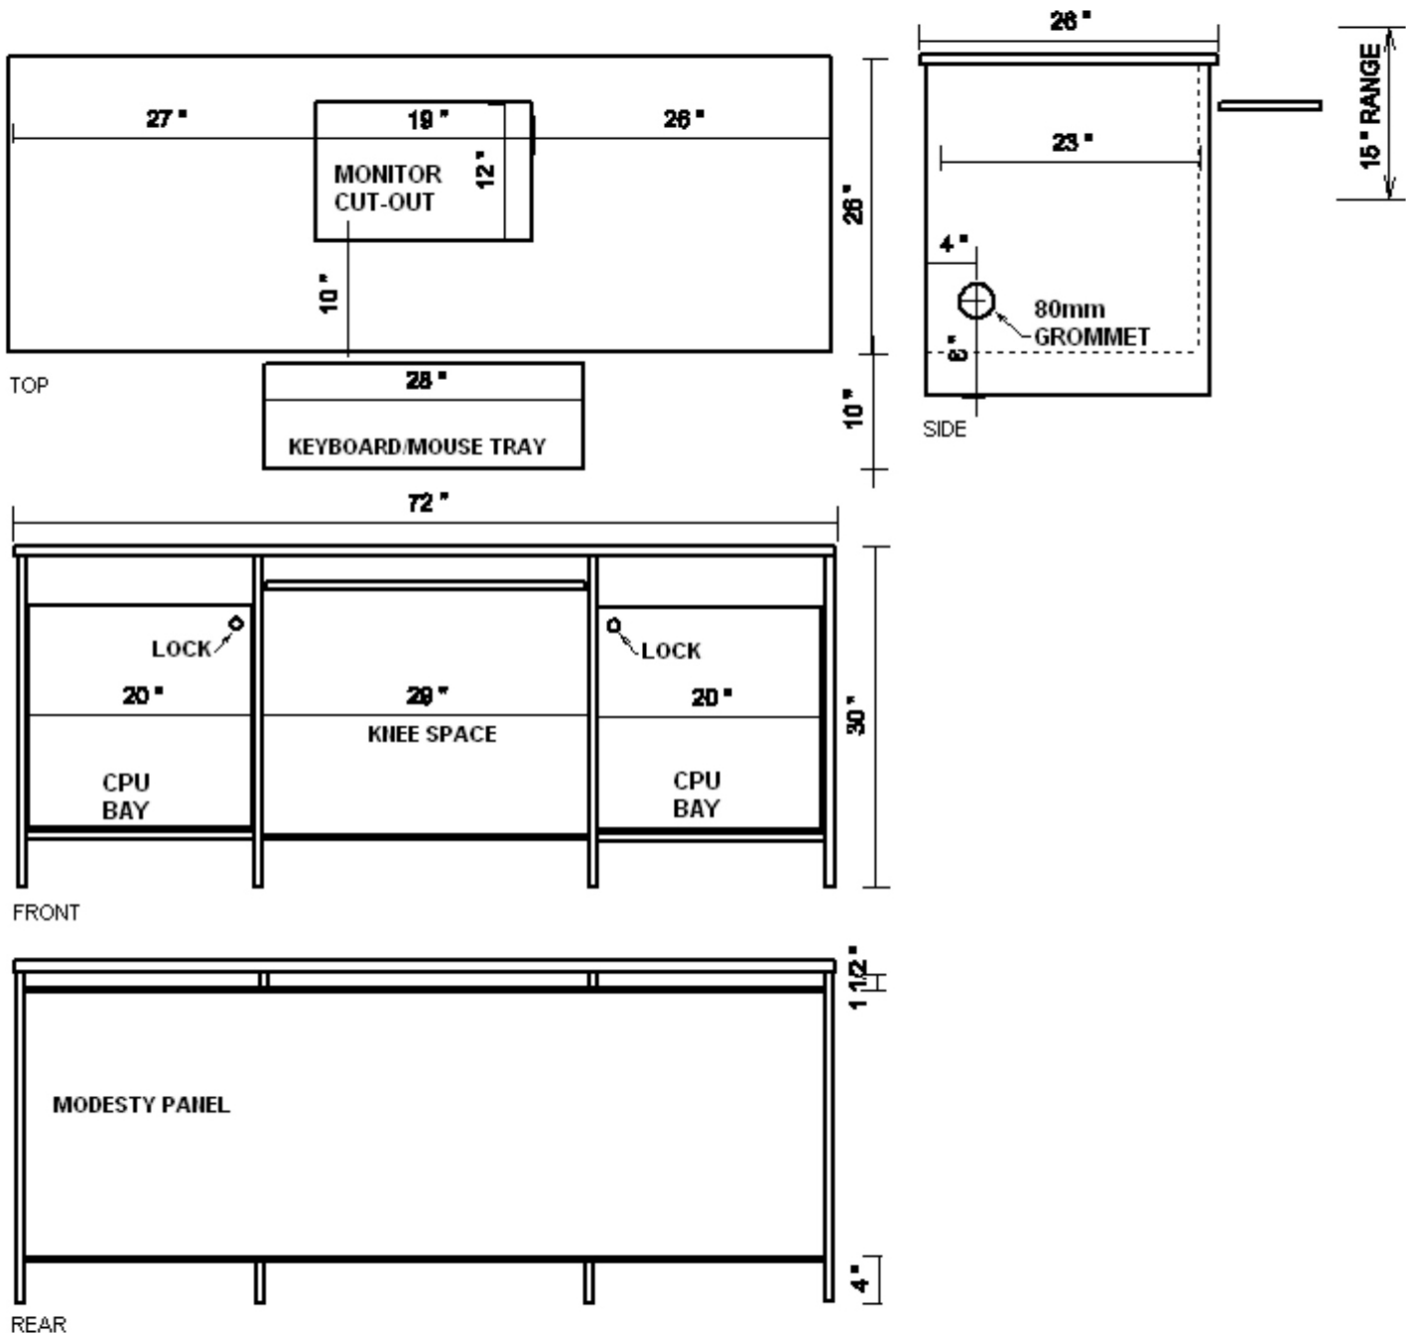 26 "
27 "
19 "
26 "
12 "
MONITOR
CUT-OUT
26 "
10 "
TOP
28 "
KEYBOARD/MOUSE TRAY
10 "
15 " RANGE
23 "
4 "
80mm
GROMMET
8 "
SIDE
72 "
LOCK
LOCK
20 "
29 "
20 "
KNEE SPACE
30 "
CPU
BAY
CPU
BAY
FRONT
1 1/2 "
MODESTY PANEL
4 "
REAR